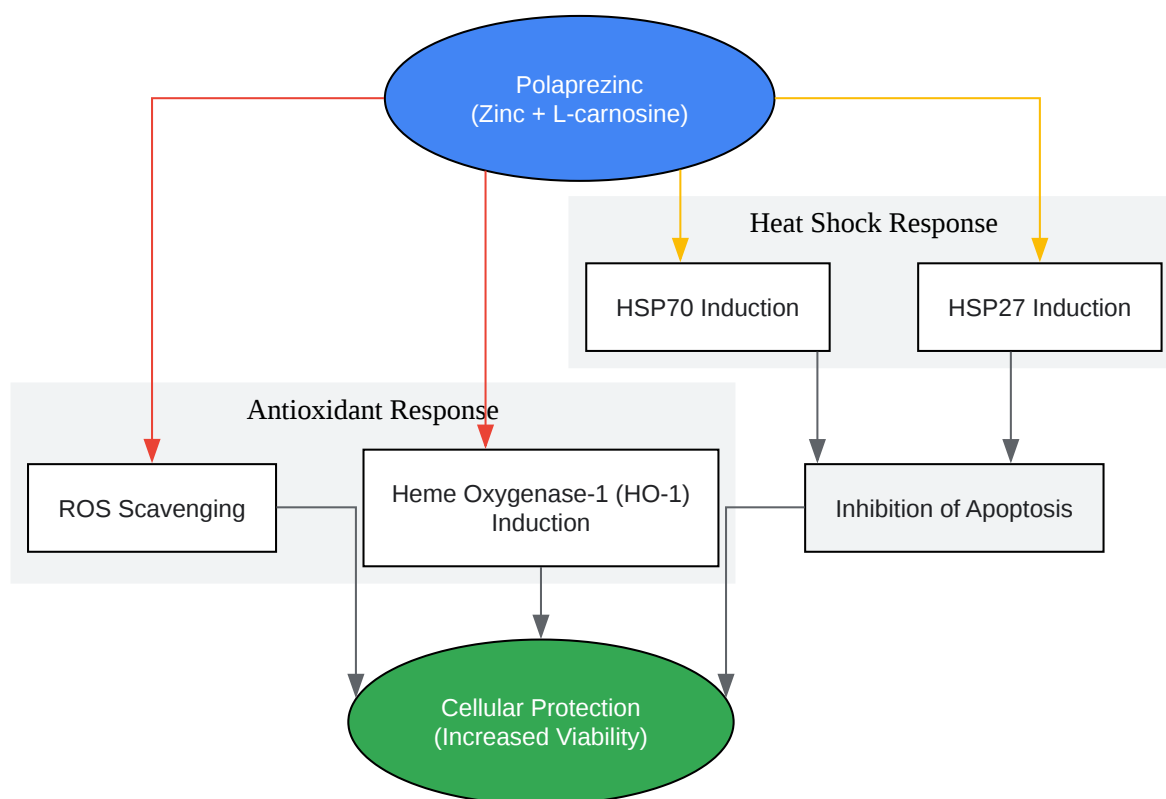 Polaprezinc
(Zinc + L-carnosine)
Heat Shock Response
HSP70 Induction
HSP27 Induction
Antioxidant Response
ROS Scavenging
Heme Oxygenase-1 (HO-1)
Induction
Inhibition of Apoptosis
Cellular Protection
(Increased Viability)